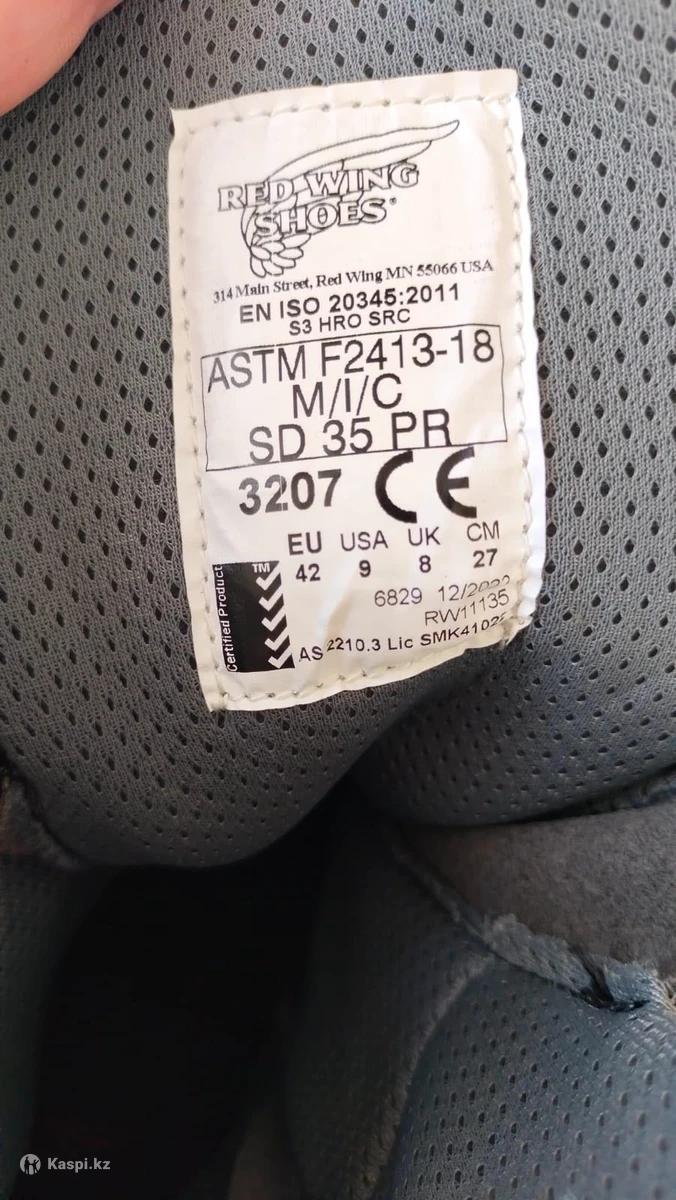 RED WING
SHOES®
314 Main Street, Red Wing MN 55066 USA
EN ISO 20345:2011
S3 HRO SRC
ASTM F2413-18
M/I/C
SD 35 PR
3207 CE
EU USA UK CM
42 9 8 27
6829
RW11135
AS 2210.3 Lic
Certified Product
TM
Kaspi.kz